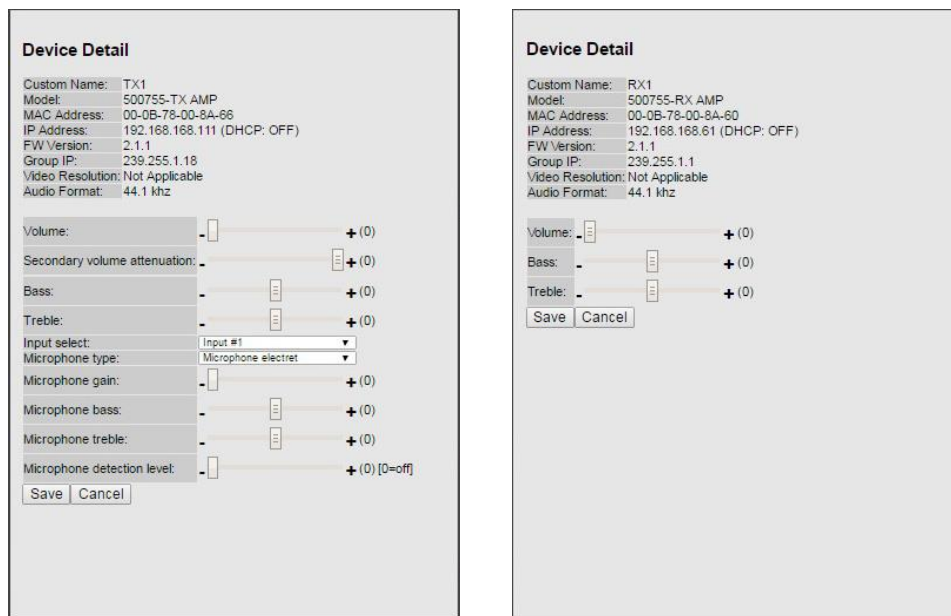 Device Detail
Custom Name: TX1
Model: 500755-TX AMP
MAC Address: 00-0B-78-00-8A-66
IP Address: 192.168.168.111 (DHCP: OFF)
FW Version: 2.1.1
Group IP: 239.255.1.18
Video Resolution: Not Applicable
Audio Format: 44.1 khz
Volume: - + (0)
Secondary volume attenuation: - + (0)
Bass: - + (0)
Treble: - + (0)
Input select: Input #1
Microphone type: Microphone electret
Microphone gain: - + (0)
Microphone bass: - + (0)
Microphone treble: - + (0)
Microphone detection level: - + (0) [0=off]
Save Cancel
Device Detail
Custom Name: RX1
Model: 500755-RX AMP
MAC Address: 00-0B-78-00-8A-60
IP Address: 192.168.168.61 (DHCP: OFF)
FW Version: 2.1.1
Group IP: 239.255.1.1
Video Resolution: Not Applicable
Audio Format: 44.1 khz
Volume: - + (0)
Bass: - + (0)
Treble: - + (0)
Save Cancel